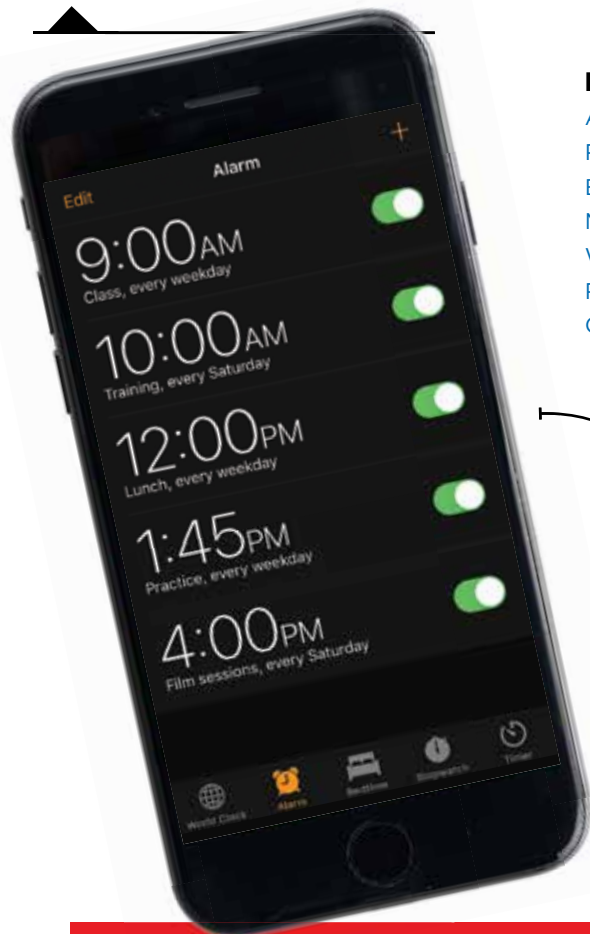 Alarm
Edit
+
9:00AM
Class, every weekday
10:00AM
Training, every Saturday
12:00PM
Lunch, every weekday
1:45PM
Practice, every weekday
4:00PM
Film sessions, every Saturday
World Clock
Alarm
Bedtime
Stopwatch
Timer